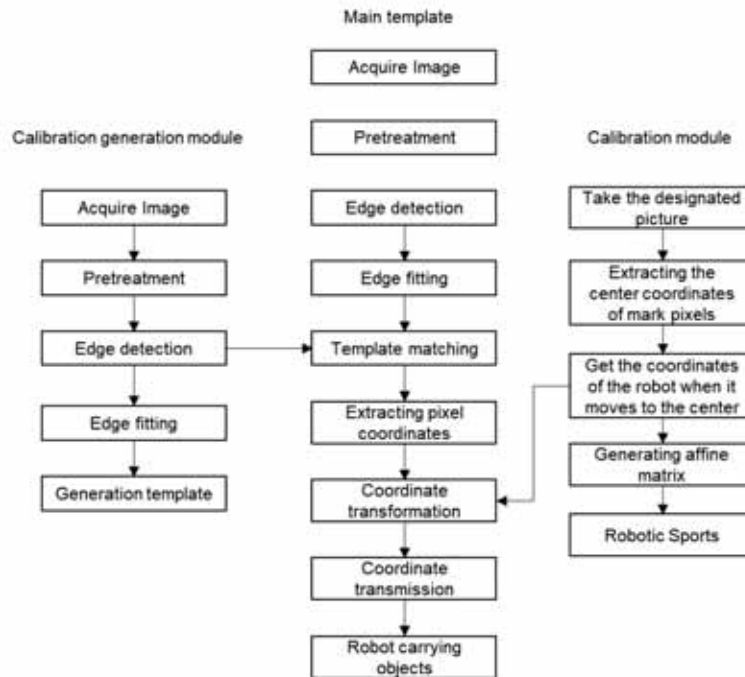 Main template
Acquire Image
Pretreatment
Edge detection
Edge fitting
Template matching
Extracting pixel
coordinates
Coordinate
transformation
Coordinate
transmission
Robot carrying
objects
Calibration generation module
Acquire Image
Pretreatment
Edge detection
Edge fitting
Generation template
Calibration module
Take the designated
picture
Extracting the
center coordinates
of mark pixels
Get the coordinates
of the robot when it
moves to the center
Generating affine
matrix
Robotic Sports